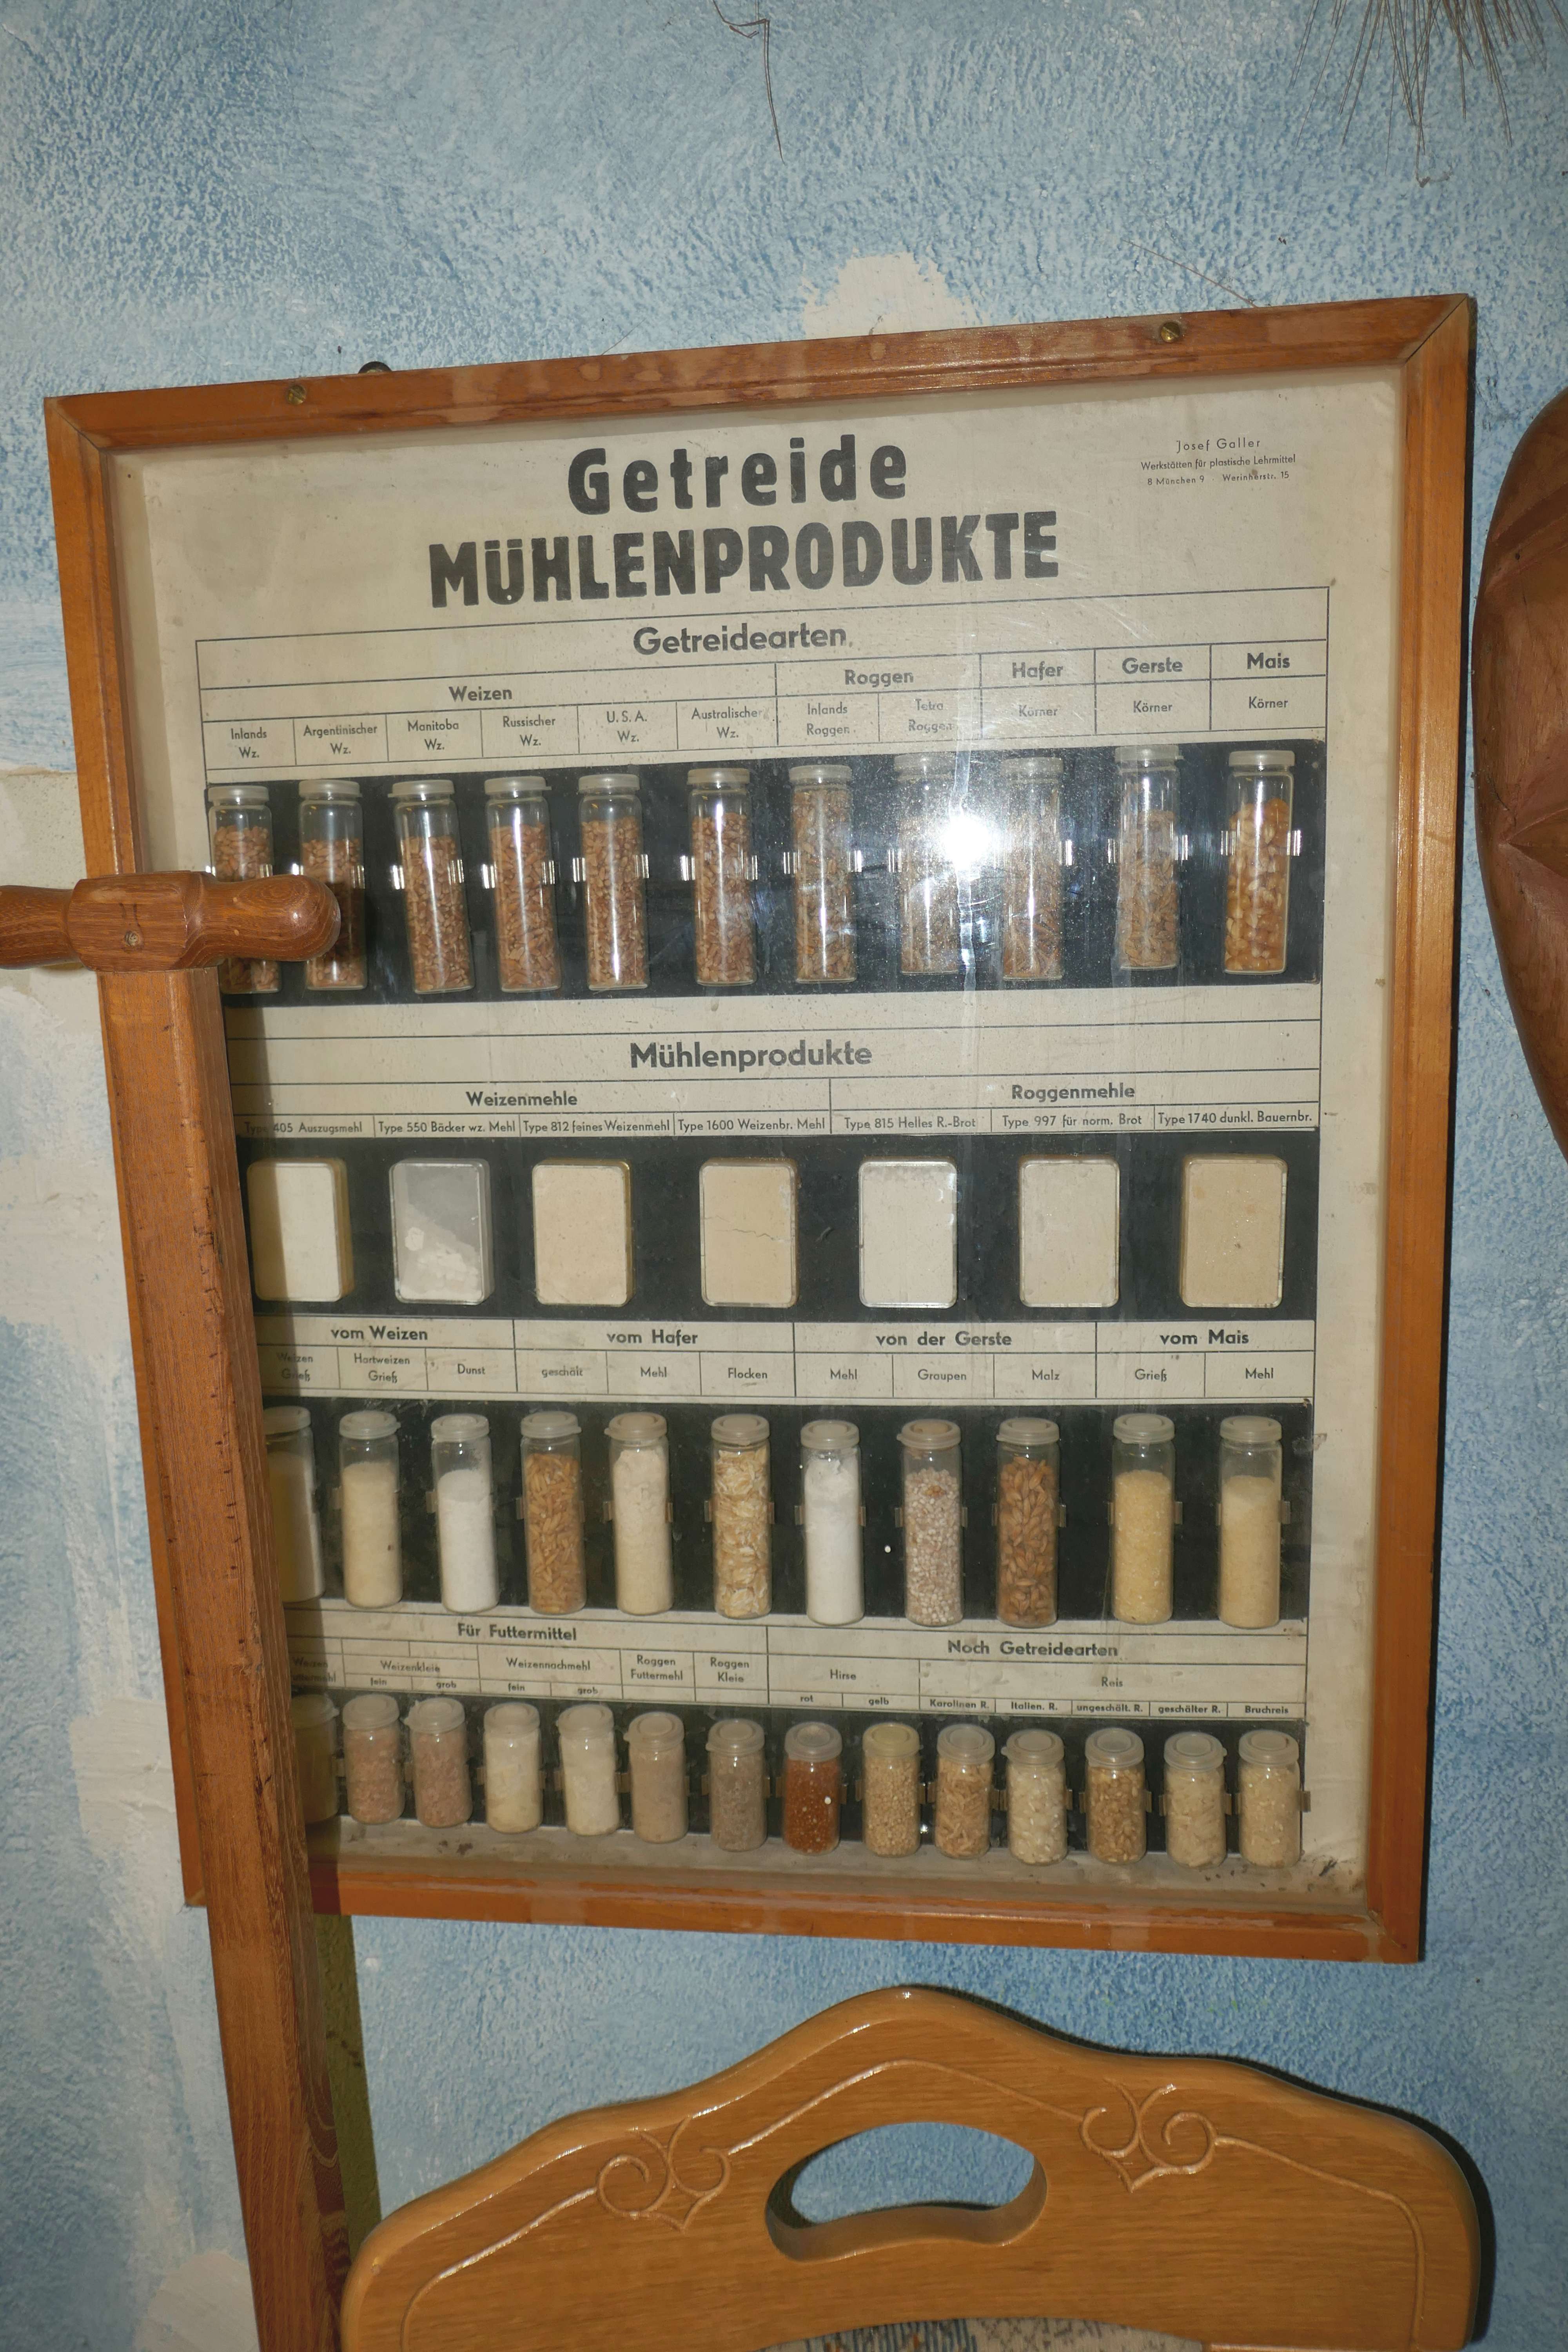 Getreide
MÜHLENPRODUKTE
Josef Galler
Werkstätten für plastische Lehrmittel
8 München 9 Werinherstr. 15
Getreidearten
Weizen
Roggen
Hafer
Gerste
Mais
Inlands
Wz.
Argentinischer
Wz.
Manitoba
Wz.
Russischer
Wz.
U.S.A.
Wz.
Australischer
Wz.
Inlands
Roggen
Tetra
Roggen
Körner
Körner
Körner
Mühlenprodukte
Weizenmehle
Roggenmehle
Type 405 Auszugsmehl
Type 550 Bäcker wz. Mehl
Type 812 feines Weizenmehl
Type 1600 Weizenbr. Mehl
Type 815 Helles R.-Brot
Type 997 für norm. Brot
Type 1740 dunkl. Bauernbr.
vom Weizen
vom Hafer
von der Gerste
vom Mais
Weizen
Grieß
Hartweizen
Grieß
Dunst
geschält
Mehl
Flocken
Mehl
Graupen
Malz
Grieß
Mehl
Für Futtermittel
Noch Getreidearten
Weizen
Weizenkleie
fein
grob
Weizennachmehl
fein
grob
Roggen
Futtermehl
Roggen
Kleie
Hirse
rot
gelb
Reis
Karolinen R.
Italien. R.
ungeschält. R.
geschälter R.
Bruchreis